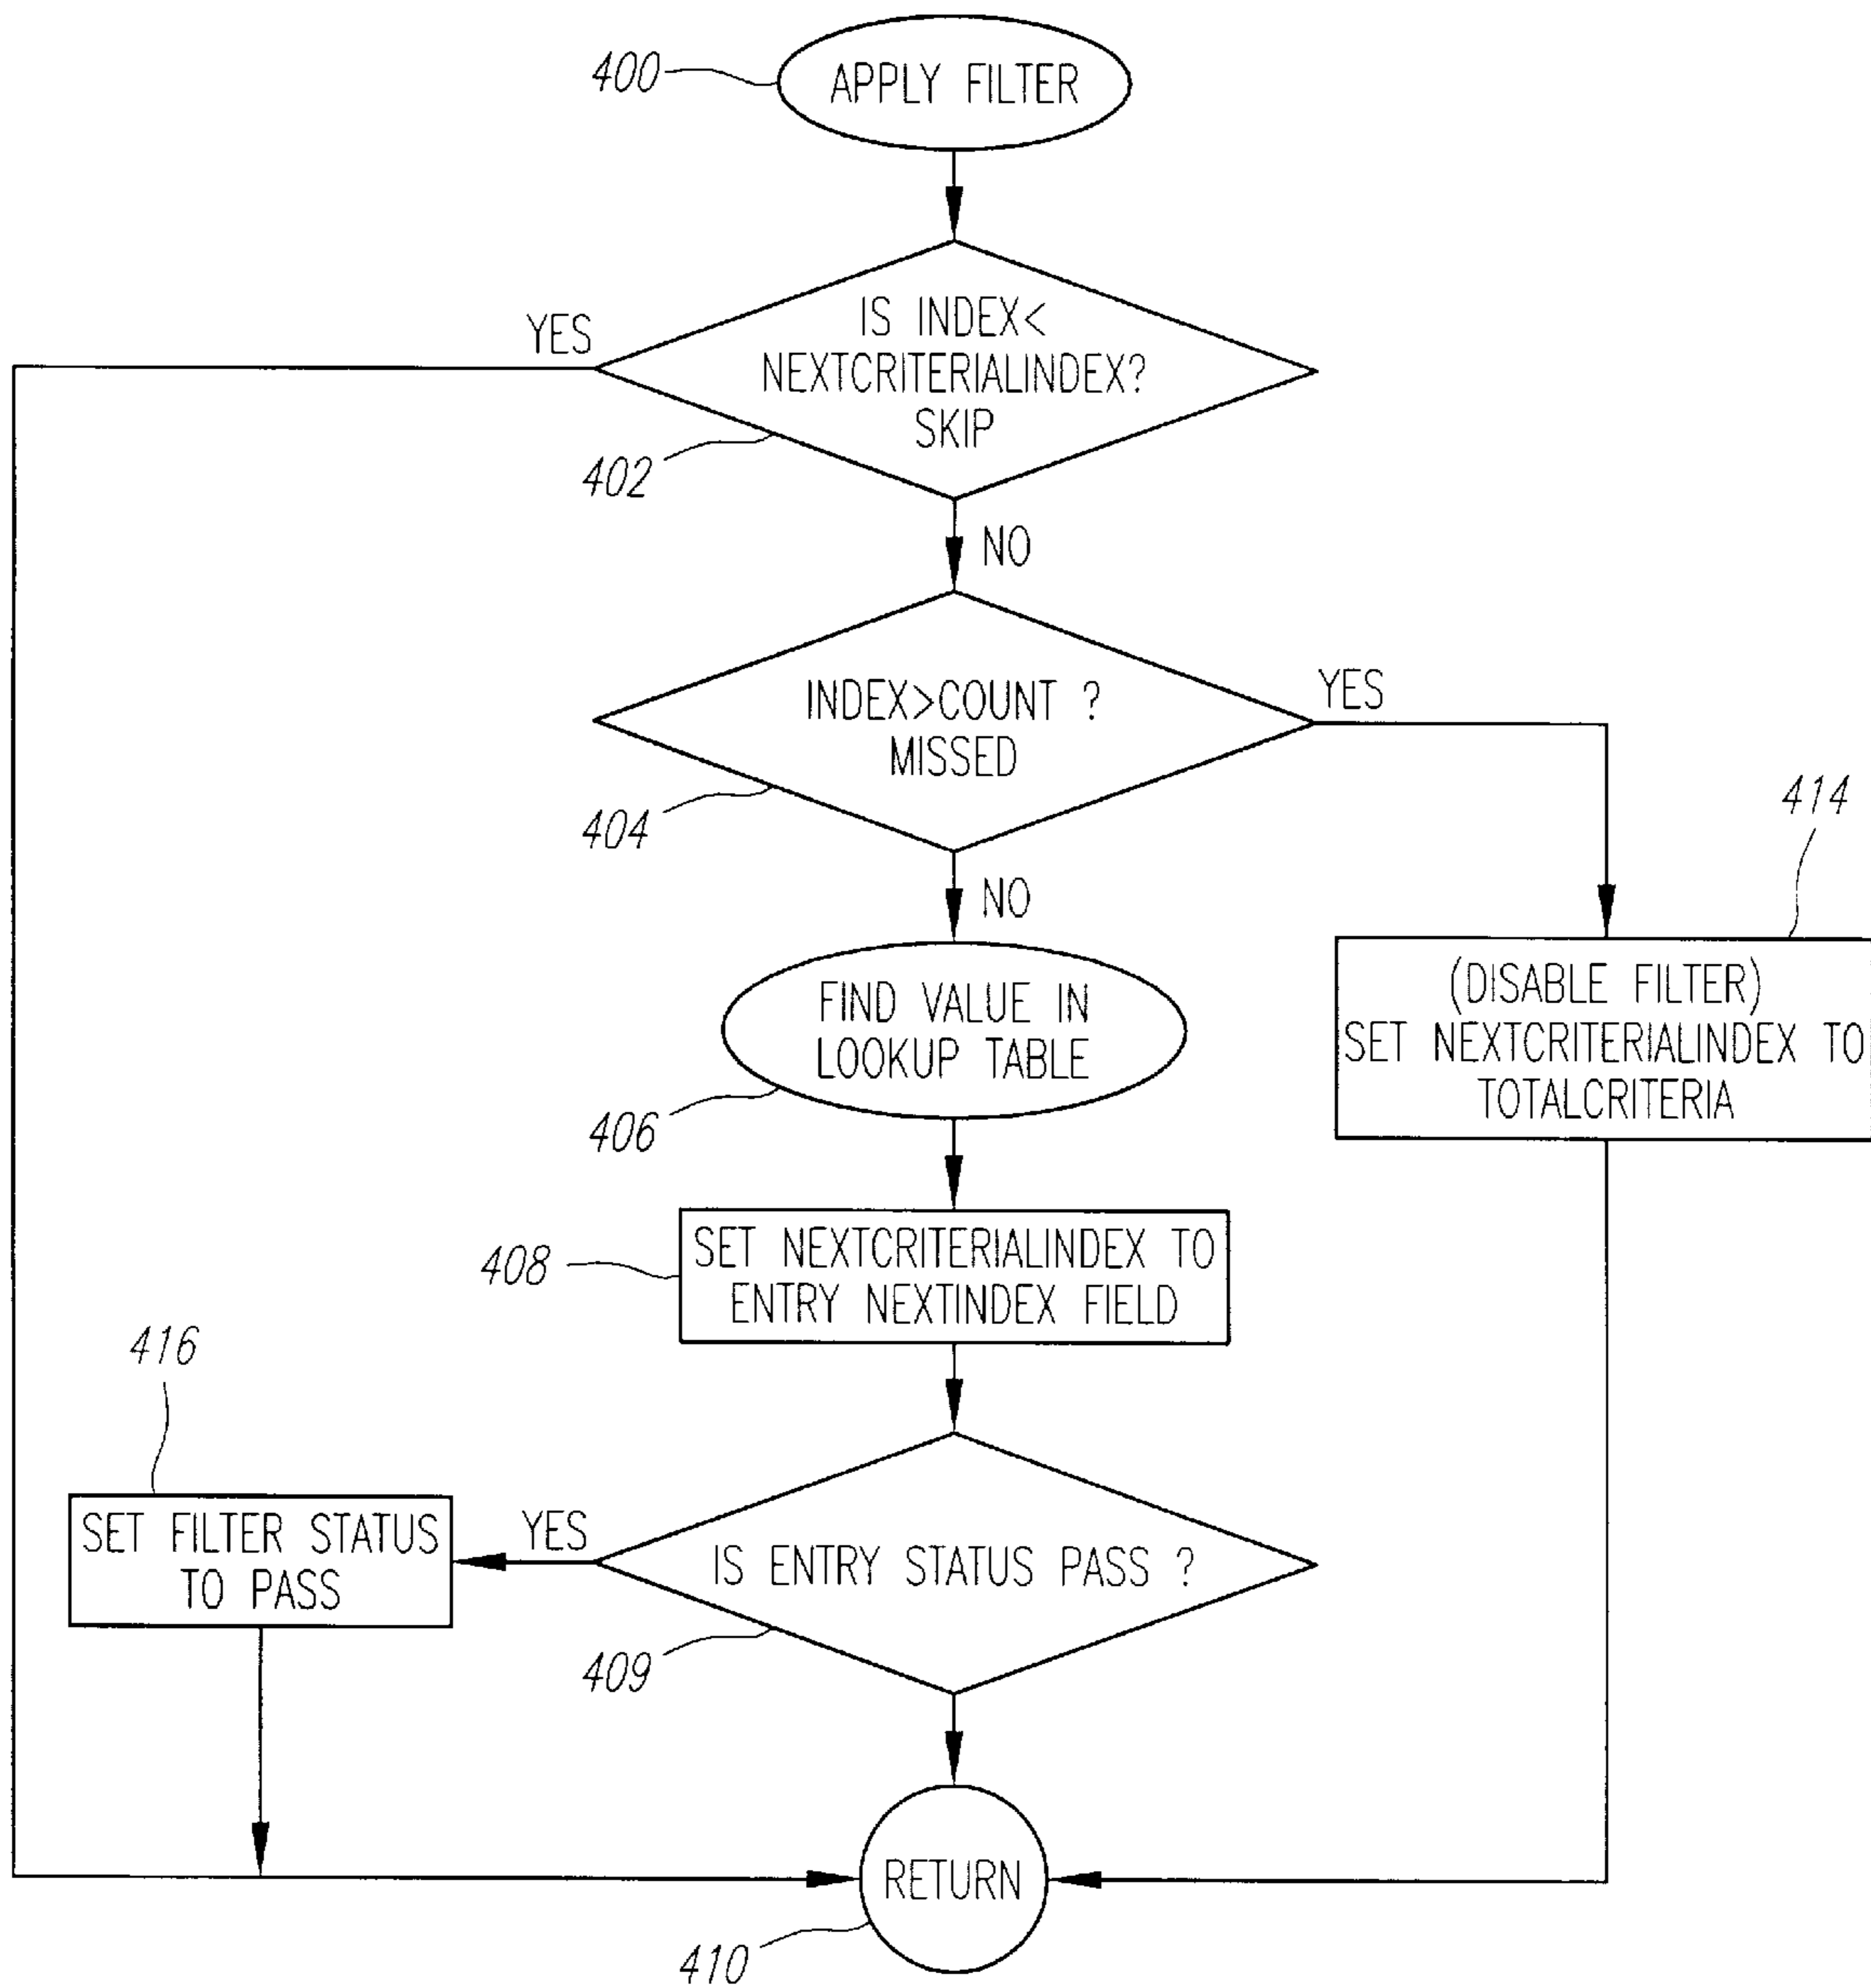 400
APPLY FILTER
IS INDEX<
NEXTCRITERIALINDEX?
SKIP
YES
402
NO
INDEX>COUNT ?
MISSED
YES
404
414
NO
FIND VALUE IN
LOOKUP TABLE
406
(DISABLE FILTER)
SET NEXTCRITERIALINDEX TO
TOTALCRITERIA
408
SET NEXTCRITERIALINDEX TO
ENTRY NEXTINDEX FIELD
416
SET FILTER STATUS
TO PASS
YES
IS ENTRY STATUS PASS ?
409
RETURN
410